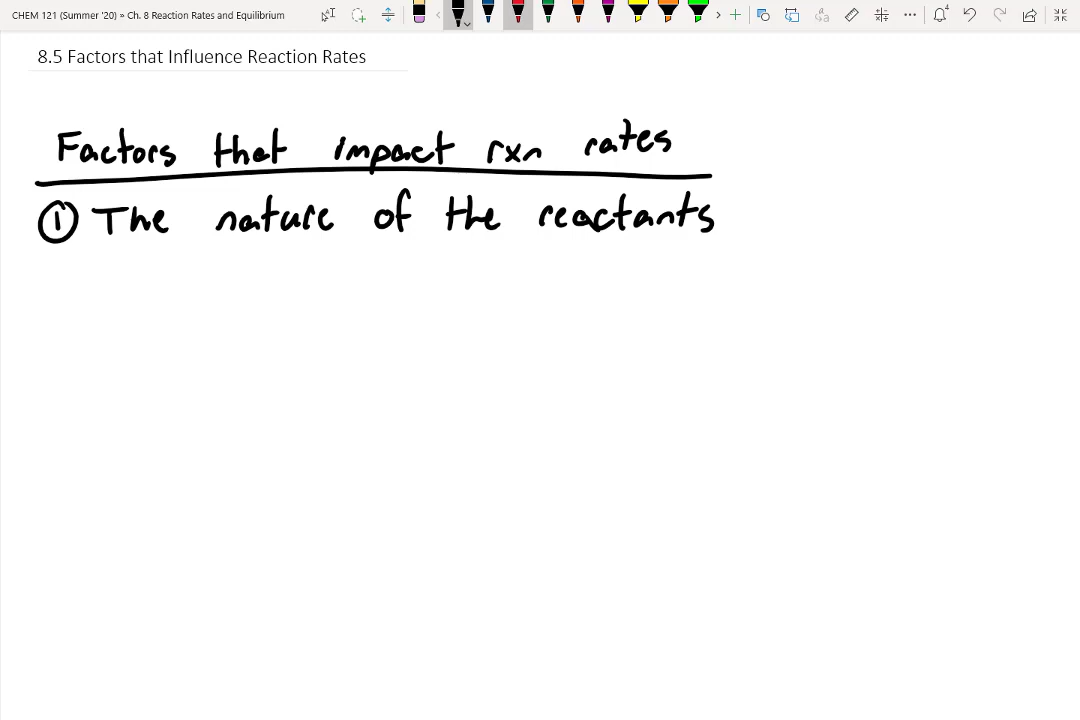 CHEM 121 (Summer '20) » Ch. 8 Reaction Rates and Equilibrium
8.5 Factors that Influence Reaction Rates
Factors that impact rxn rates
① The nature of the reactants